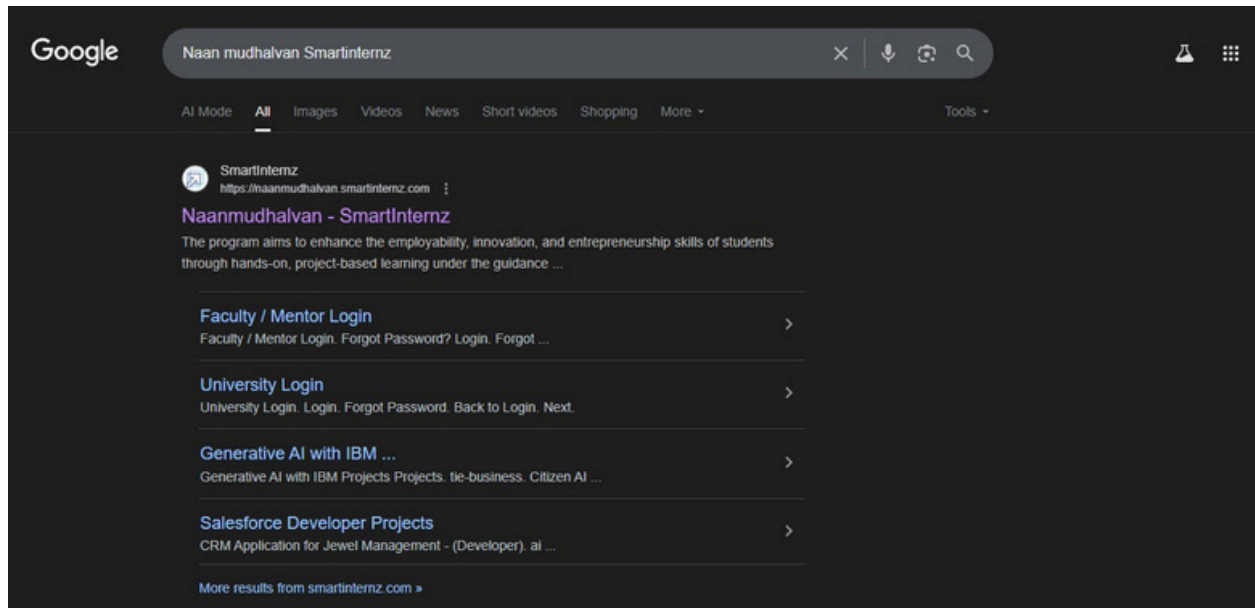 Google
Naan mudhalvan Smartinternz
AI Mode All Images Videos News Short videos Shopping More Tools
SmartInternz
https://naanmudhalvan.smartinternz.com
Naanmudhalvan - SmartInternz
The program aims to enhance the employability, innovation, and entrepreneurship skills of students
through hands-on, project-based learning under the guidance ...
Faculty / Mentor Login
Faculty / Mentor Login. Forgot Password? Login. Forgot ...
University Login
University Login. Login. Forgot Password. Back to Login. Next.
Generative AI with IBM ...
Generative AI with IBM Projects Projects. tie-business. Citizen AI ...
Salesforce Developer Projects
CRM Application for Jewel Management - (Developer). ai ...
More results from smartinternz.com »